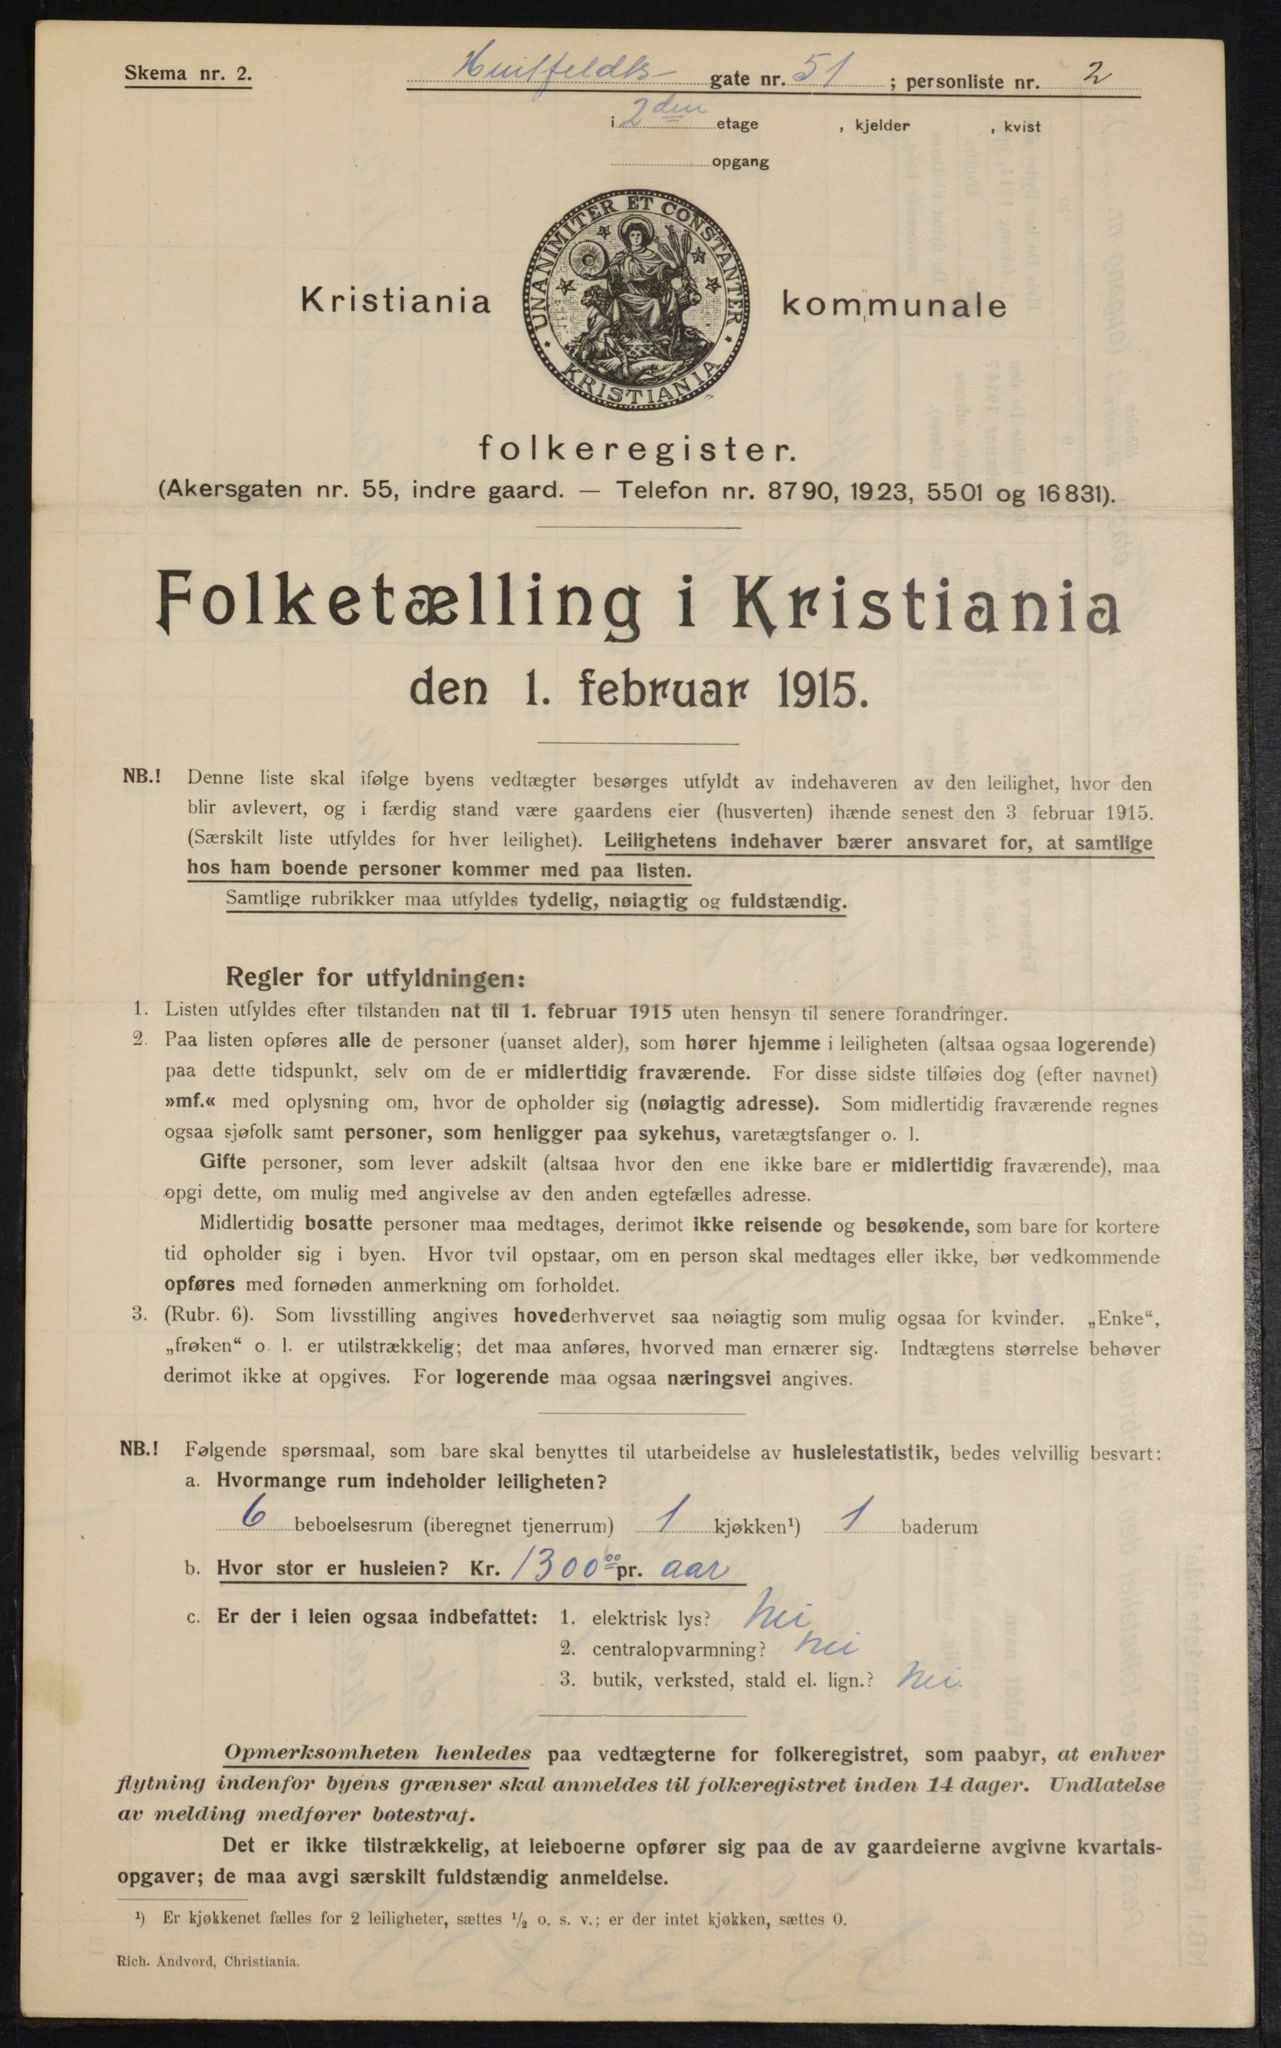 Skema nr. 2.
Huitfeldts gate nr. 51 ; personliste nr. 2
i 2den etage , kjelder , kvist
opgang
UNANIMITER ET CONSTANTER
KRISTIANIA
Kristiania kommunale
folkeregister.
(Akersgaten nr. 55, indre gaard. — Telefon nr. 8790, 1923, 5501 og 16831).
Folketælling i Kristiania
den 1. februar 1915.
NB.! Denne liste skal ifølge byens vedtægter besørges utfyldt av indehaveren av den leilighet, hvor den
blir avlevert, og i færdig stand være gaardens eier (husverten) ihænde senest den 3. februar 1915.
(Særskilt liste utfyldes for hver leilighet). Leilighetens indehaver bærer ansvaret for, at samtlige
hos ham boende personer kommer med paa listen.
Samtlige rubrikker maa utfyldes tydelig, nøiagtig og fuldstændig.
Regler for utfyldningen:
1. Listen utfyldes efter tilstanden nat til 1. februar 1915 uten hensyn til senere forandringer.
2. Paa listen opføres alle de personer (uanset alder), som hører hjemme i leiligheten (altsaa ogsaa logerende)
paa dette tidspunkt, selv om de er midlertidig fraværende. For disse sidste tilføies dog (efter navnet)
»mf.« med oplysning om, hvor de opholder sig (nøiagtig adresse). Som midlertidig fraværende regnes
ogsaa sjøfolk samt personer, som henligger paa sykehus, varetægtsfanger o. l.
Gifte personer, som lever adskilt (altsaa hvor den ene ikke bare er midlertidig fraværende), maa
opgi dette, om mulig med angivelse av den anden egtefælles adresse.
Midlertidig bosatte personer maa medtages, derimot ikke reisende og besøkende, som bare for kortere
tid opholder sig i byen. Hvor tvil opstaar, om en person skal medtages eller ikke, bør vedkommende
opføres med fornøden anmerkning om forholdet.
3. (Rubr. 6). Som livsstilling angives hovederhvervet saa nøiagtig som mulig ogsaa for kvinder. „Enke“,
„frøken“ o. l. er utilstrækkelig; det maa anføres, hvorved man ernærer sig. Indtægtens størrelse behøver
derimot ikke at opgives. For logerende maa ogsaa næringsvei angives.
NB.! Følgende spørsmaal, som bare skal benyttes til utarbeidelse av husleiestatistik, bedes velvillig besvart:
a. Hvormange rum indeholder leiligheten?
6 beboelsesrum (iberegnet tjenerrum) 1 kjøkken¹) 1 baderum
b. Hvor stor er husleien? Kr. 1300 00 pr. aar
c. Er der i leien ogsaa indbefattet: 1. elektrisk lys? Nei
2. centralopvarmning? nei
3. butik, verksted, stald el. lign.? Nei.
Opmerksomheten henledes paa vedtægterne for folkeregistret, som paabyr, at enhver
flytning indenfor byens grænser skal anmeldes til folkeregistret inden 14 dager. Undlatelse
av melding medfører bøtestraf.
Det er ikke tilstrækkelig, at leieboerne opfører sig paa de av gaardeierne avgivne kvartals-
opgaver; de maa avgi særskilt fuldstændig anmeldelse.
¹) Er kjøkkenet fælles for 2 leiligheter, sættes ½ o. s. v.; er der intet kjøkken, sættes 0.
Rich. Andvord, Christiania.